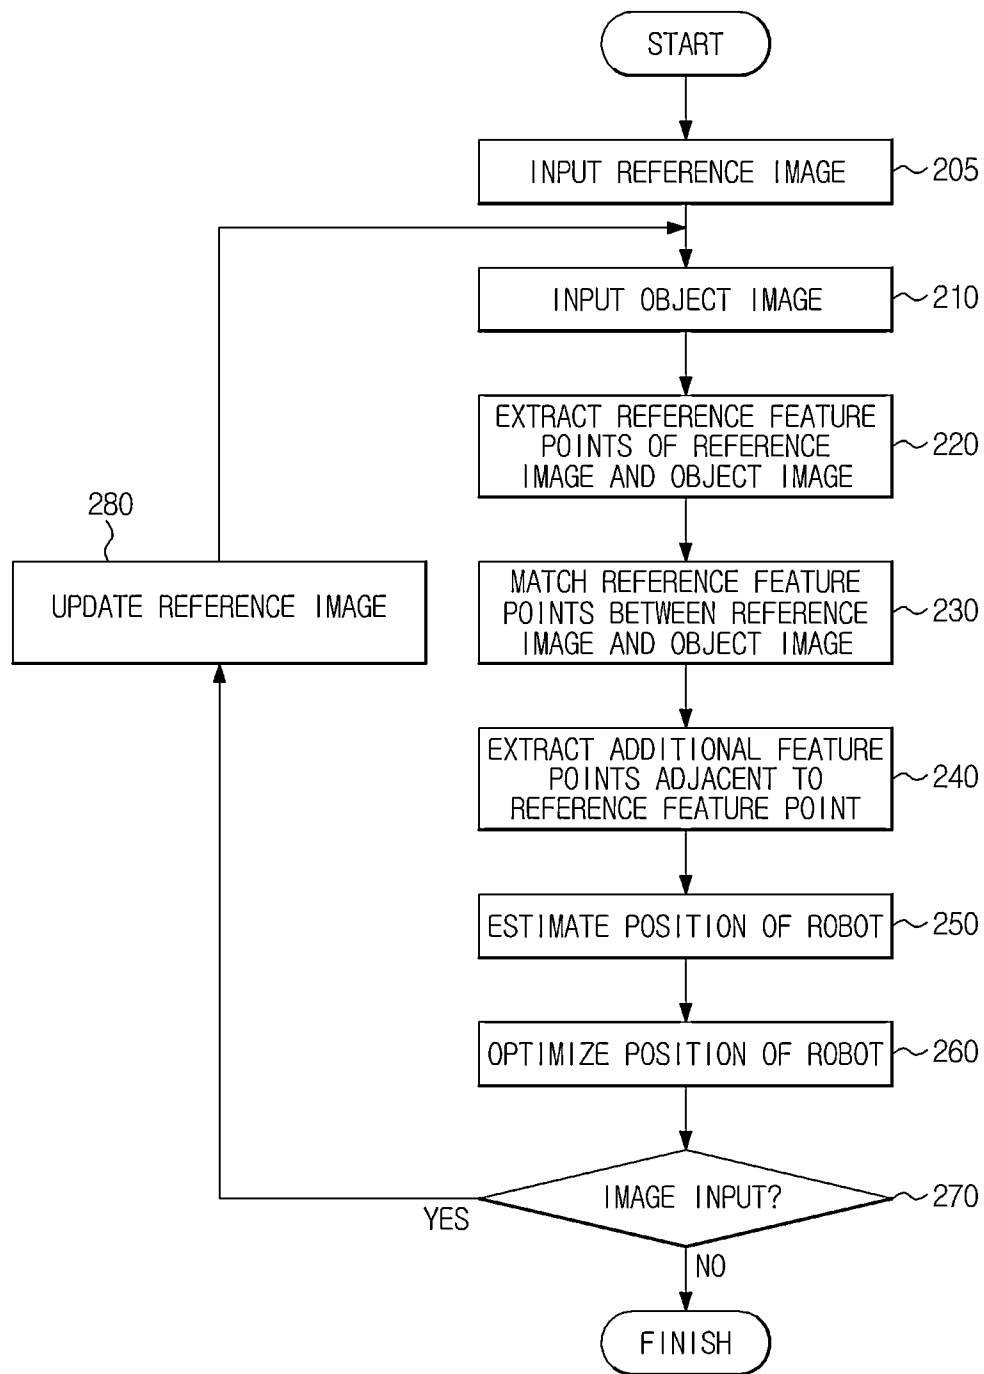 START
INPUT REFERENCE IMAGE
205
INPUT OBJECT IMAGE
210
EXTRACT REFERENCE FEATURE
POINTS OF REFERENCE
IMAGE AND OBJECT IMAGE
220
280
UPDATE REFERENCE IMAGE
MATCH REFERENCE FEATURE
POINTS BETWEEN REFERENCE
IMAGE AND OBJECT IMAGE
230
EXTRACT ADDITIONAL FEATURE
POINTS ADJACENT TO
REFERENCE FEATURE POINT
240
ESTIMATE POSITION OF ROBOT
250
OPTIMIZE POSITION OF ROBOT
260
IMAGE INPUT?
270
YES
NO
FINISH